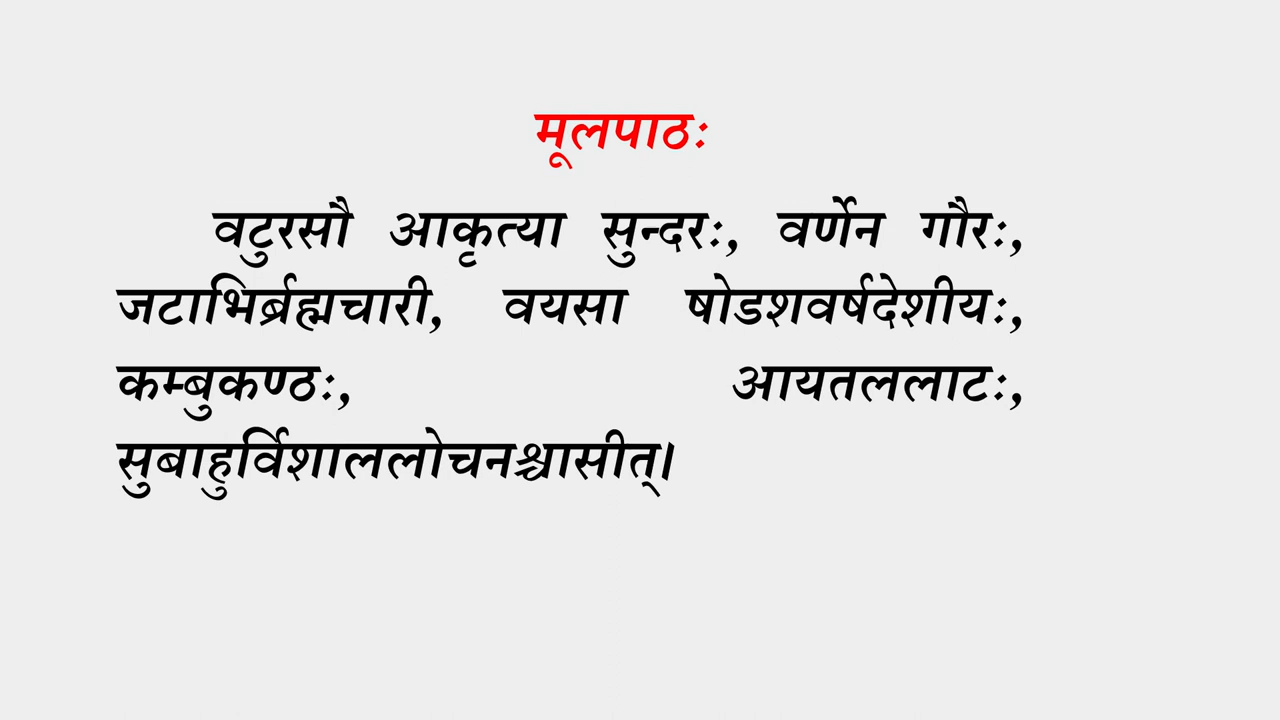 मूलपाठः
वटुरसौ आकृत्या सुन्दरः, वर्णेन गौरः,
जटाभिर्ब्रह्मचारी, वयसा षोडशवर्षदेशीयः,
कम्बुकण्ठः, आयतललाटः,
सुबाहुर्विशाललोचनश्चासीत्।